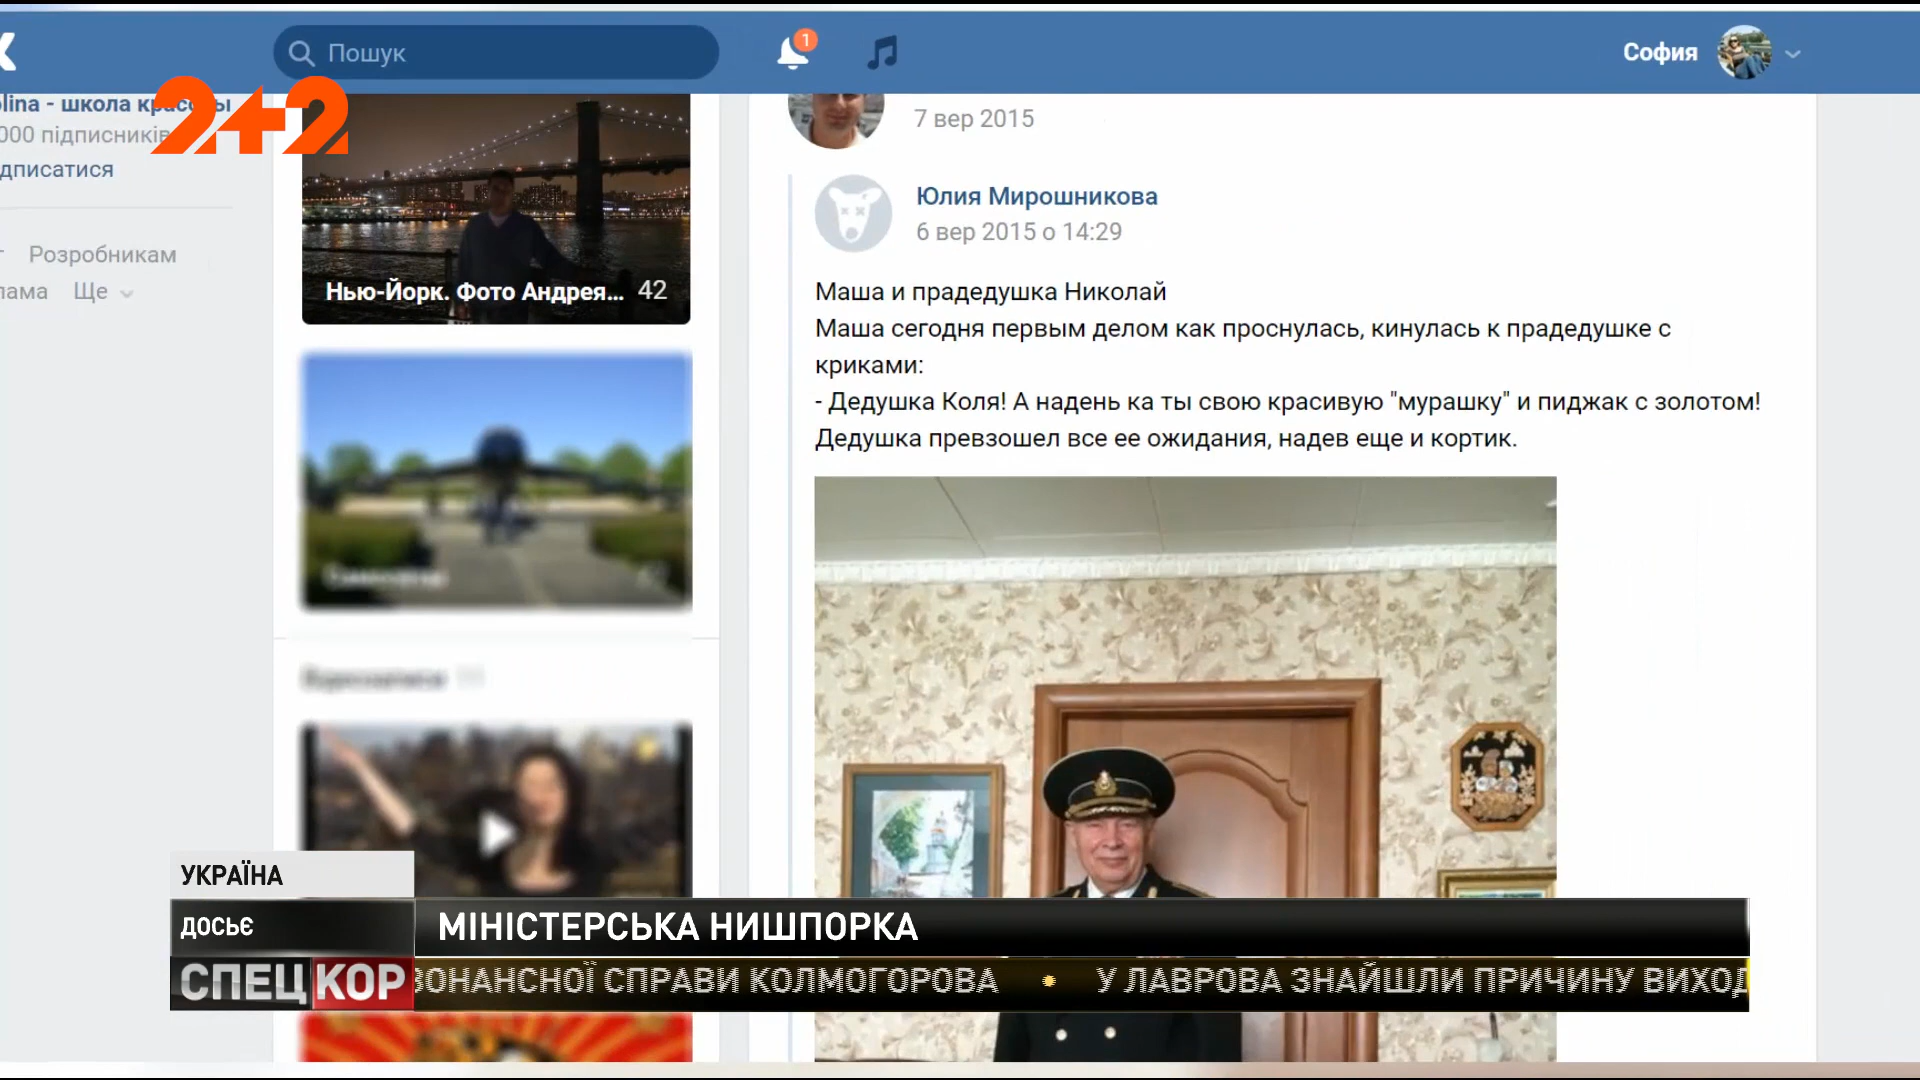 Пошук
1
София
2+2
lina - школа красоты
000 підписників
дписатися
Розробникам
лама Ще
Нью-Йорк. Фото Андрея... 42
7 вер 2015
Юлия Мирошникова
6 вер 2015 о 14:29
Маша и прадедушка Николай
Маша сегодня первым делом как проснулась, кинулась к прадедушке с
криками:
- Дедушка Коля! А надень ка ты свою красивую "мурашку" и пиджак с золотом!
Дедушка превзошел все ее ожидания, надев еще и кортик.
УКРАЇНА
ДОСЬЄ
МІНІСТЕРСЬКА НИШПОРКА
СПЕЦКОР
ЗОНАНСНОЇ СПРАВИ КОЛМОГОРОВА • У ЛАВРОВА ЗНАЙШЛИ ПРИЧИНУ ВИХОД